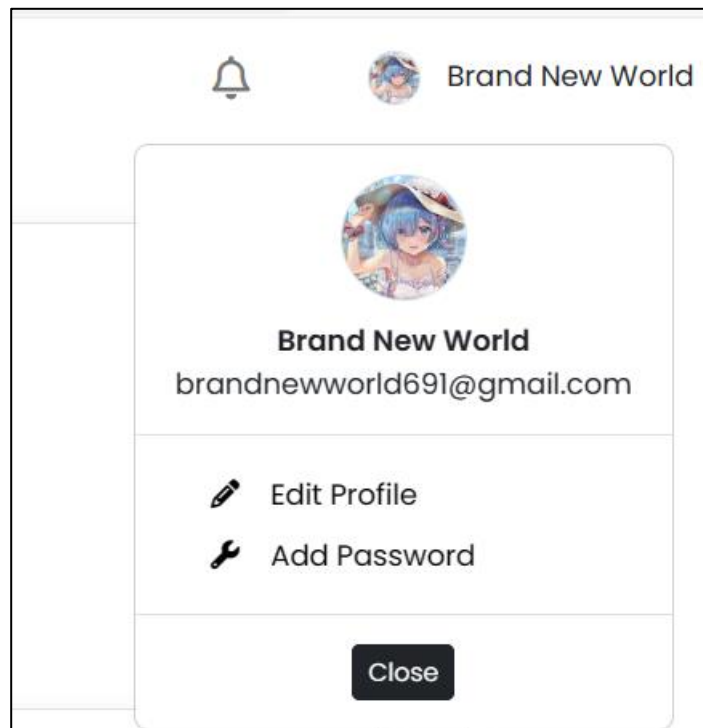 Brand New World
Brand New World
brandnewworld691@gmail.com
Edit Profile
Add Password
Close